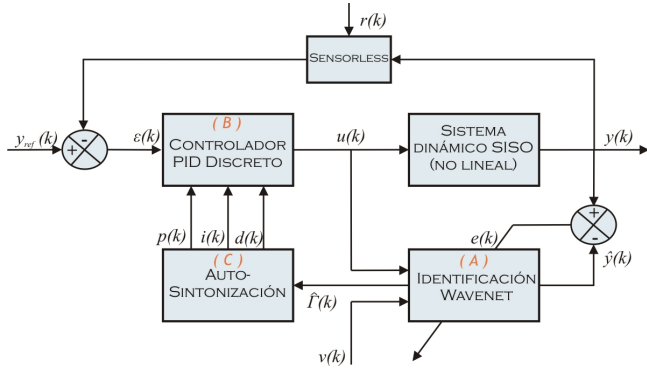 r(k)
SENSORLESS
y_ref (k)
+
-
ε(k)
(B)
CONTROLADOR
PID DISCRETO
u(k)
SISTEMA
DINÁMICO SISO
(NO LINEAL)
y(k)
p(k)
i(k)
d(k)
e(k)
+
-
ŷ(k)
(C)
AUTO-
SINTONIZACIÓN
Γ̂(k)
(A)
IDENTIFICACIÓN
WAVENET
v(k)